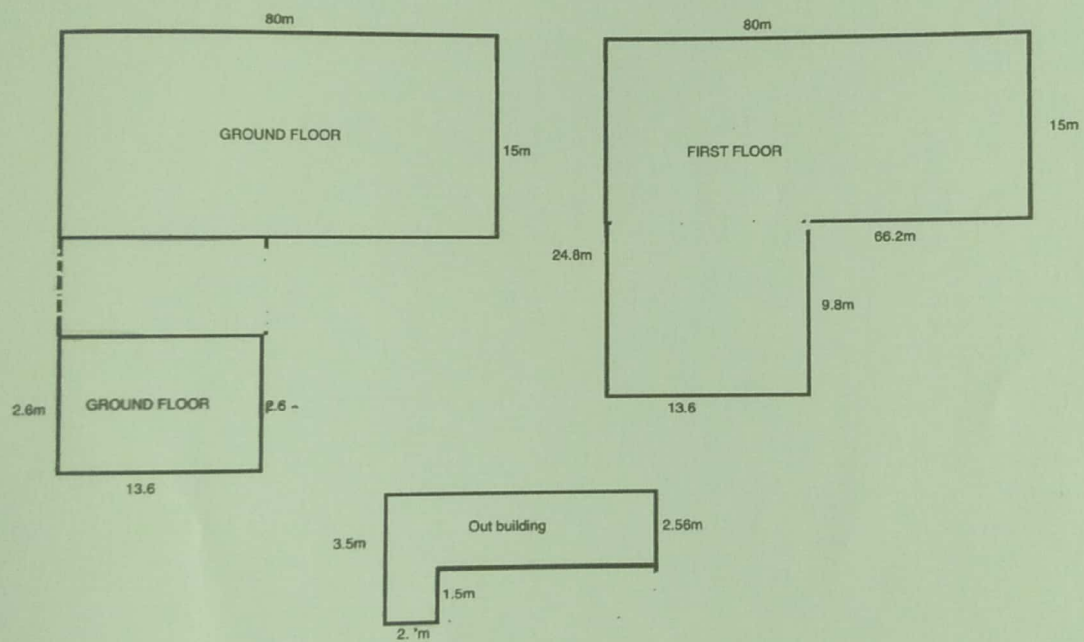 80m
GROUND FLOOR
15m
80m
FIRST FLOOR
15m
24.8m
66.2m
9.8m
13.6
2.6m
GROUND FLOOR
13.6
Out building
3.5m
2.56m
1.5m